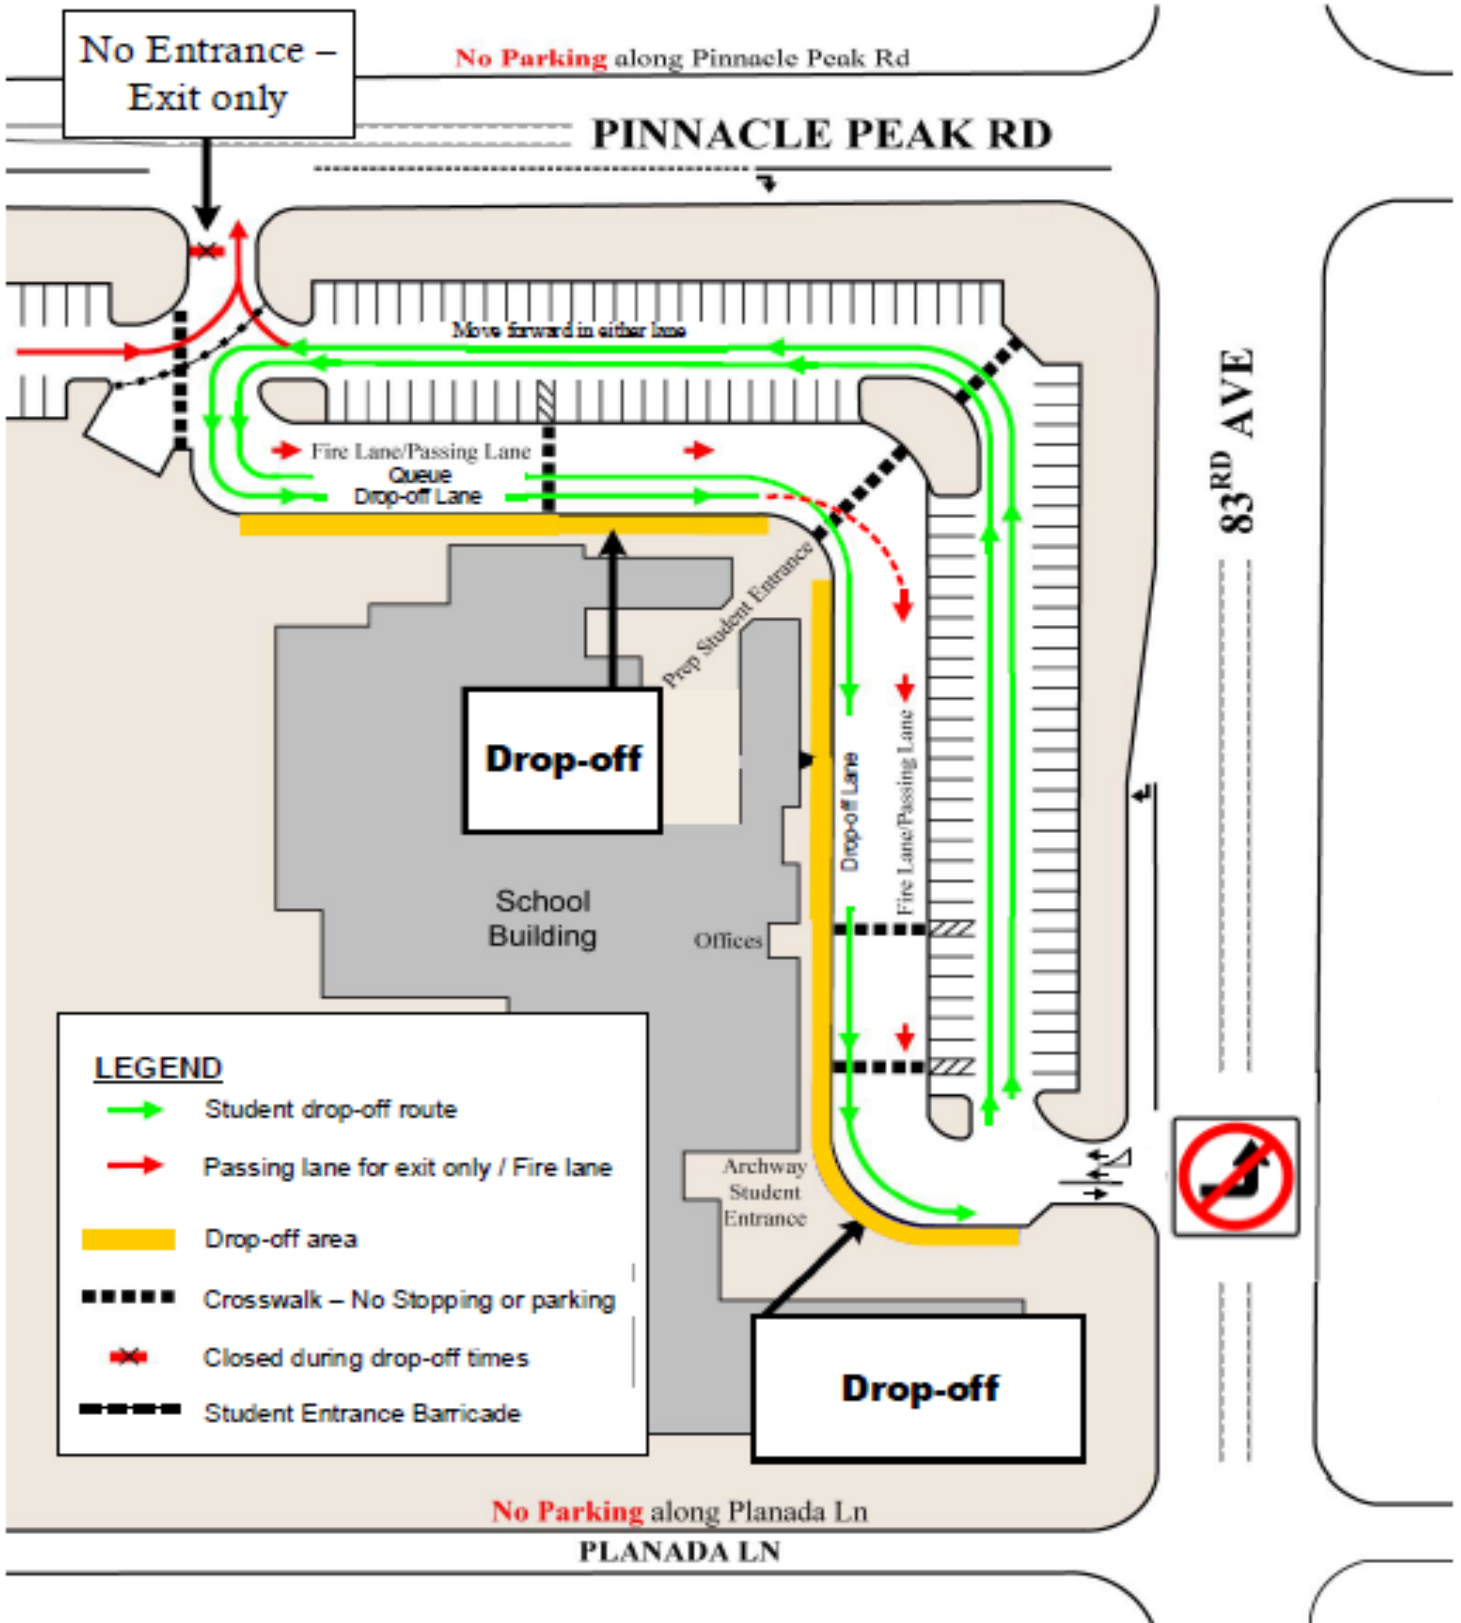 No Entrance –
Exit only
No Parking along Pinnacle Peak Rd
PINNACLE PEAK RD
Move forward in either lane
Fire Lane/Passing Lane
Queue
Drop-off Lane
Prep Student Entrance
83RD AVE
Drop-off
Drop-off Lane
Fire Lane/Passing Lane
School
Building
Offices
LEGEND
Student drop-off route
Passing lane for exit only / Fire lane
Drop-off area
Crosswalk – No Stopping or parking
Closed during drop-off times
Student Entrance Barricade
Archway
Student
Entrance
Drop-off
No Parking along Planada Ln
PLANADA LN